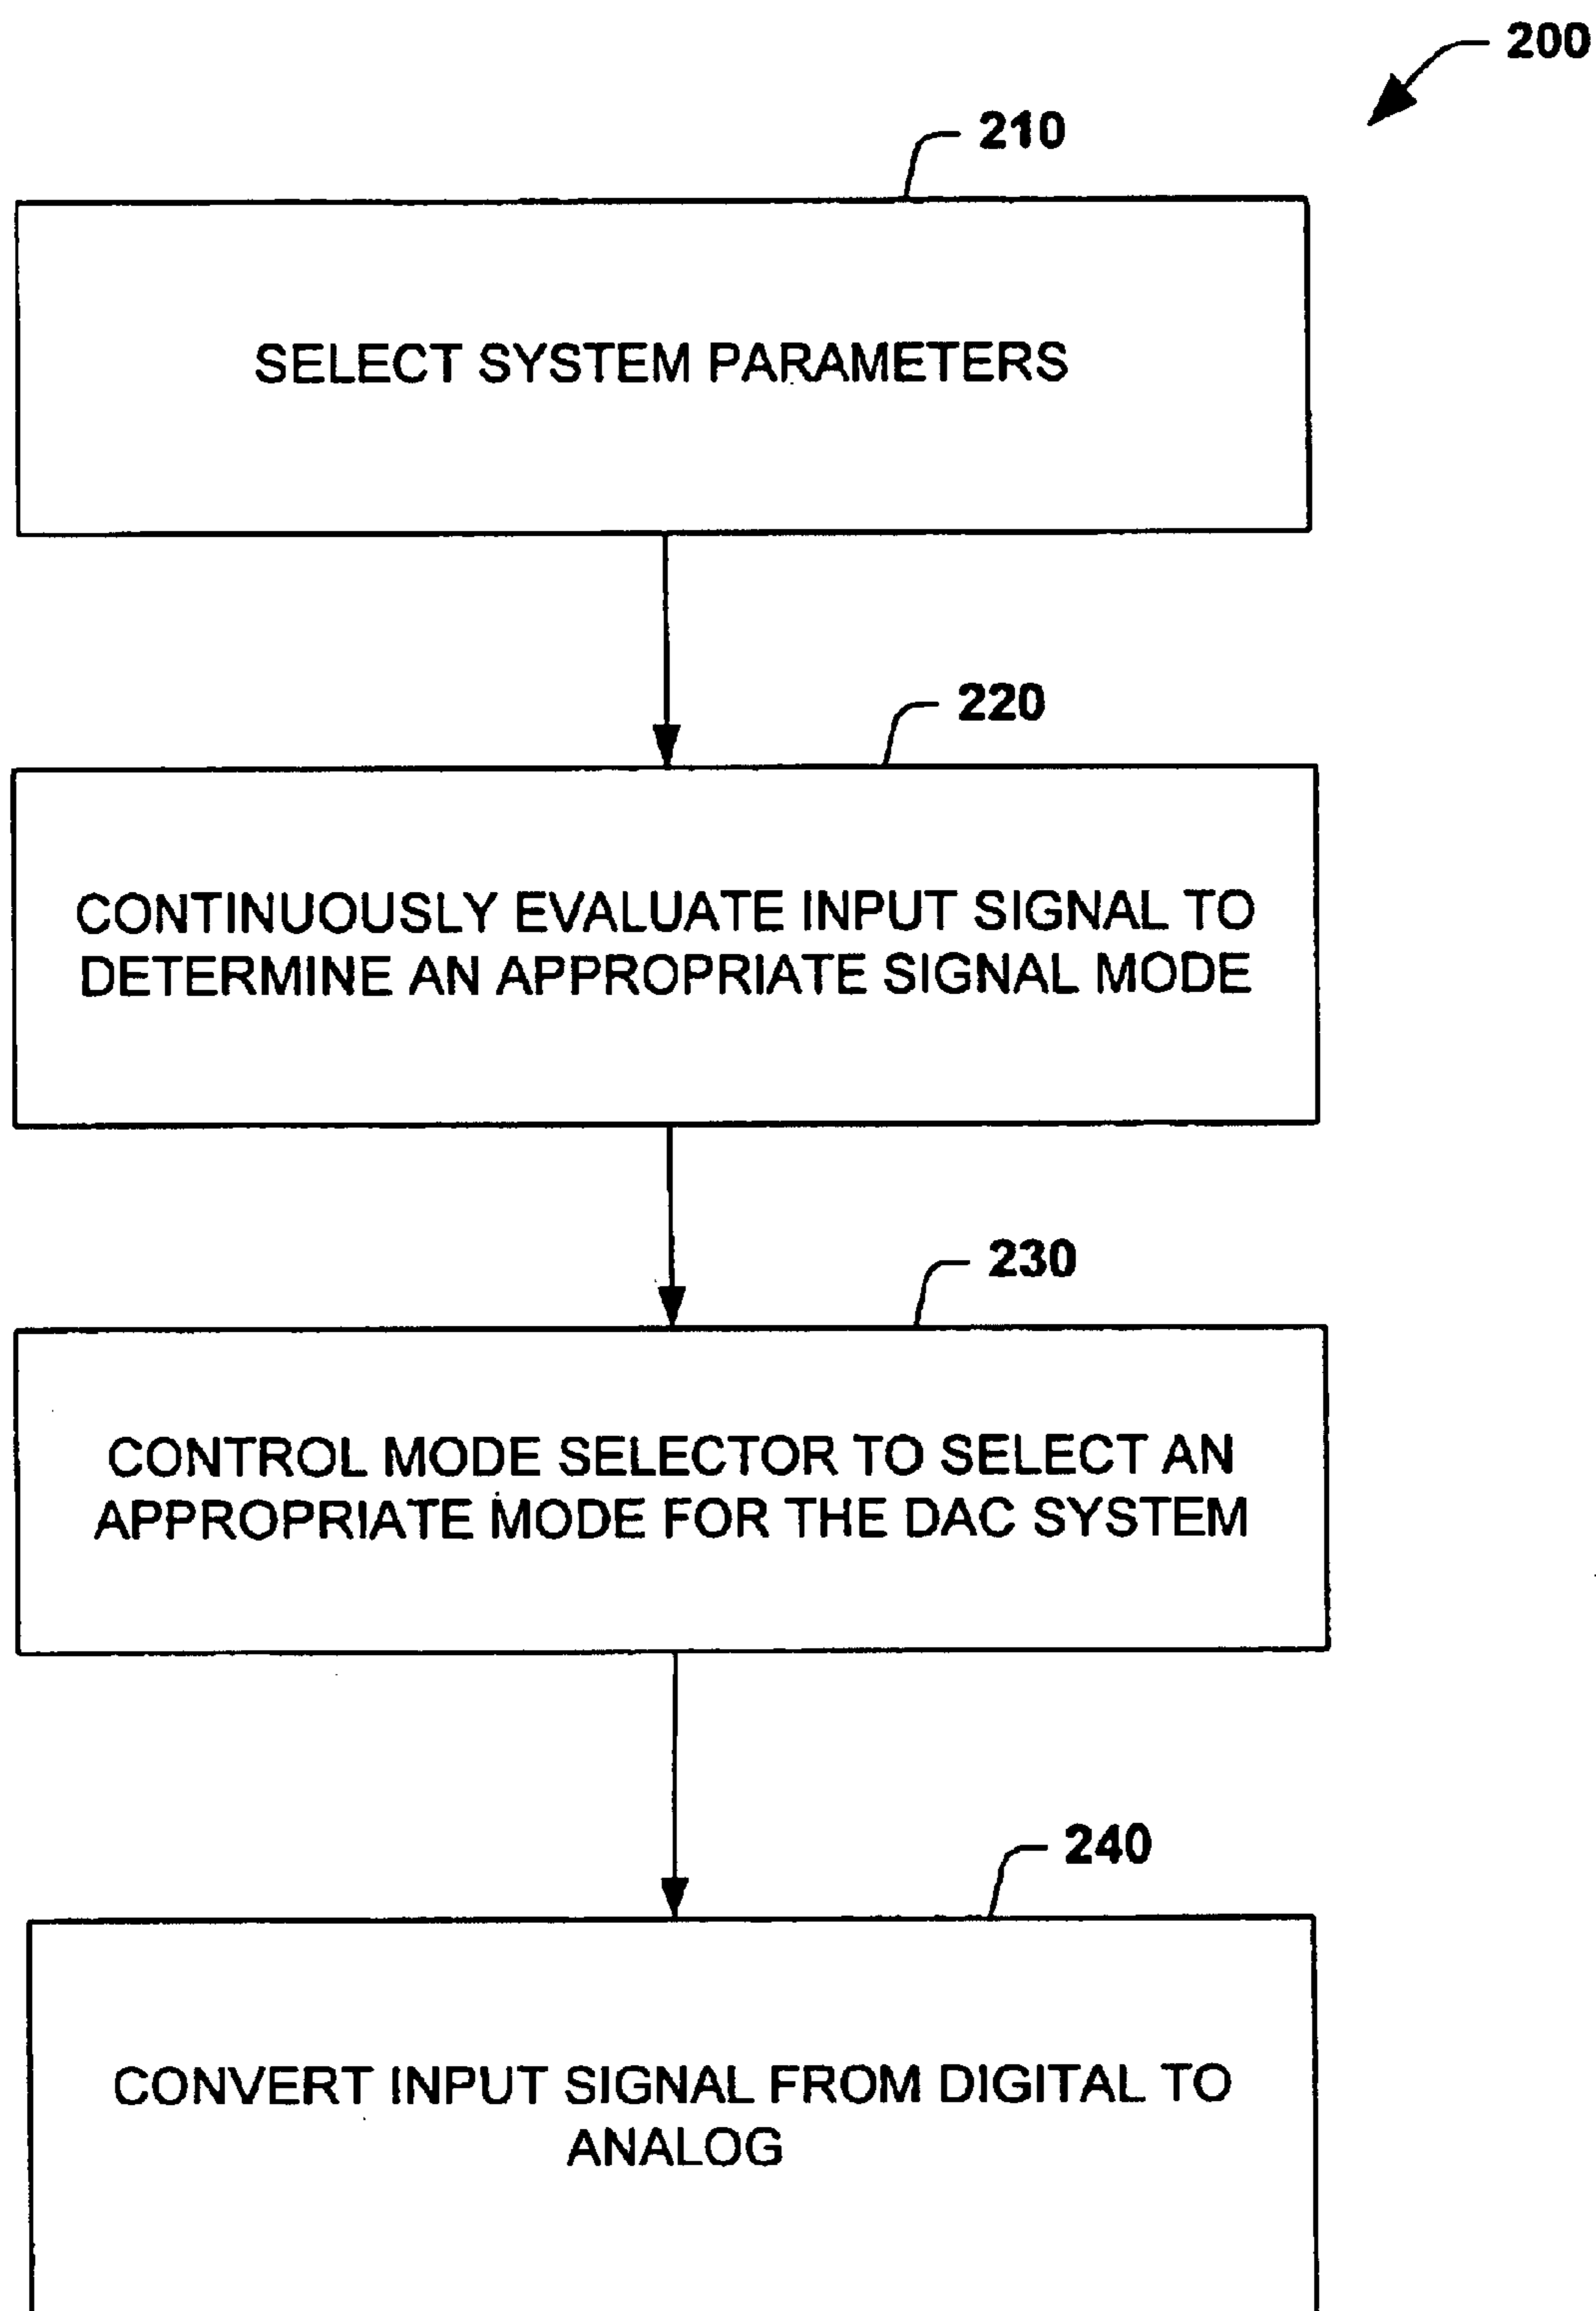 200
210
SELECT SYSTEM PARAMETERS
220
CONTINUOUSLY EVALUATE INPUT SIGNAL TO
DETERMINE AN APPROPRIATE SIGNAL MODE
230
CONTROL MODE SELECTOR TO SELECT AN
APPROPRIATE MODE FOR THE DAC SYSTEM
240
CONVERT INPUT SIGNAL FROM DIGITAL TO
ANALOG